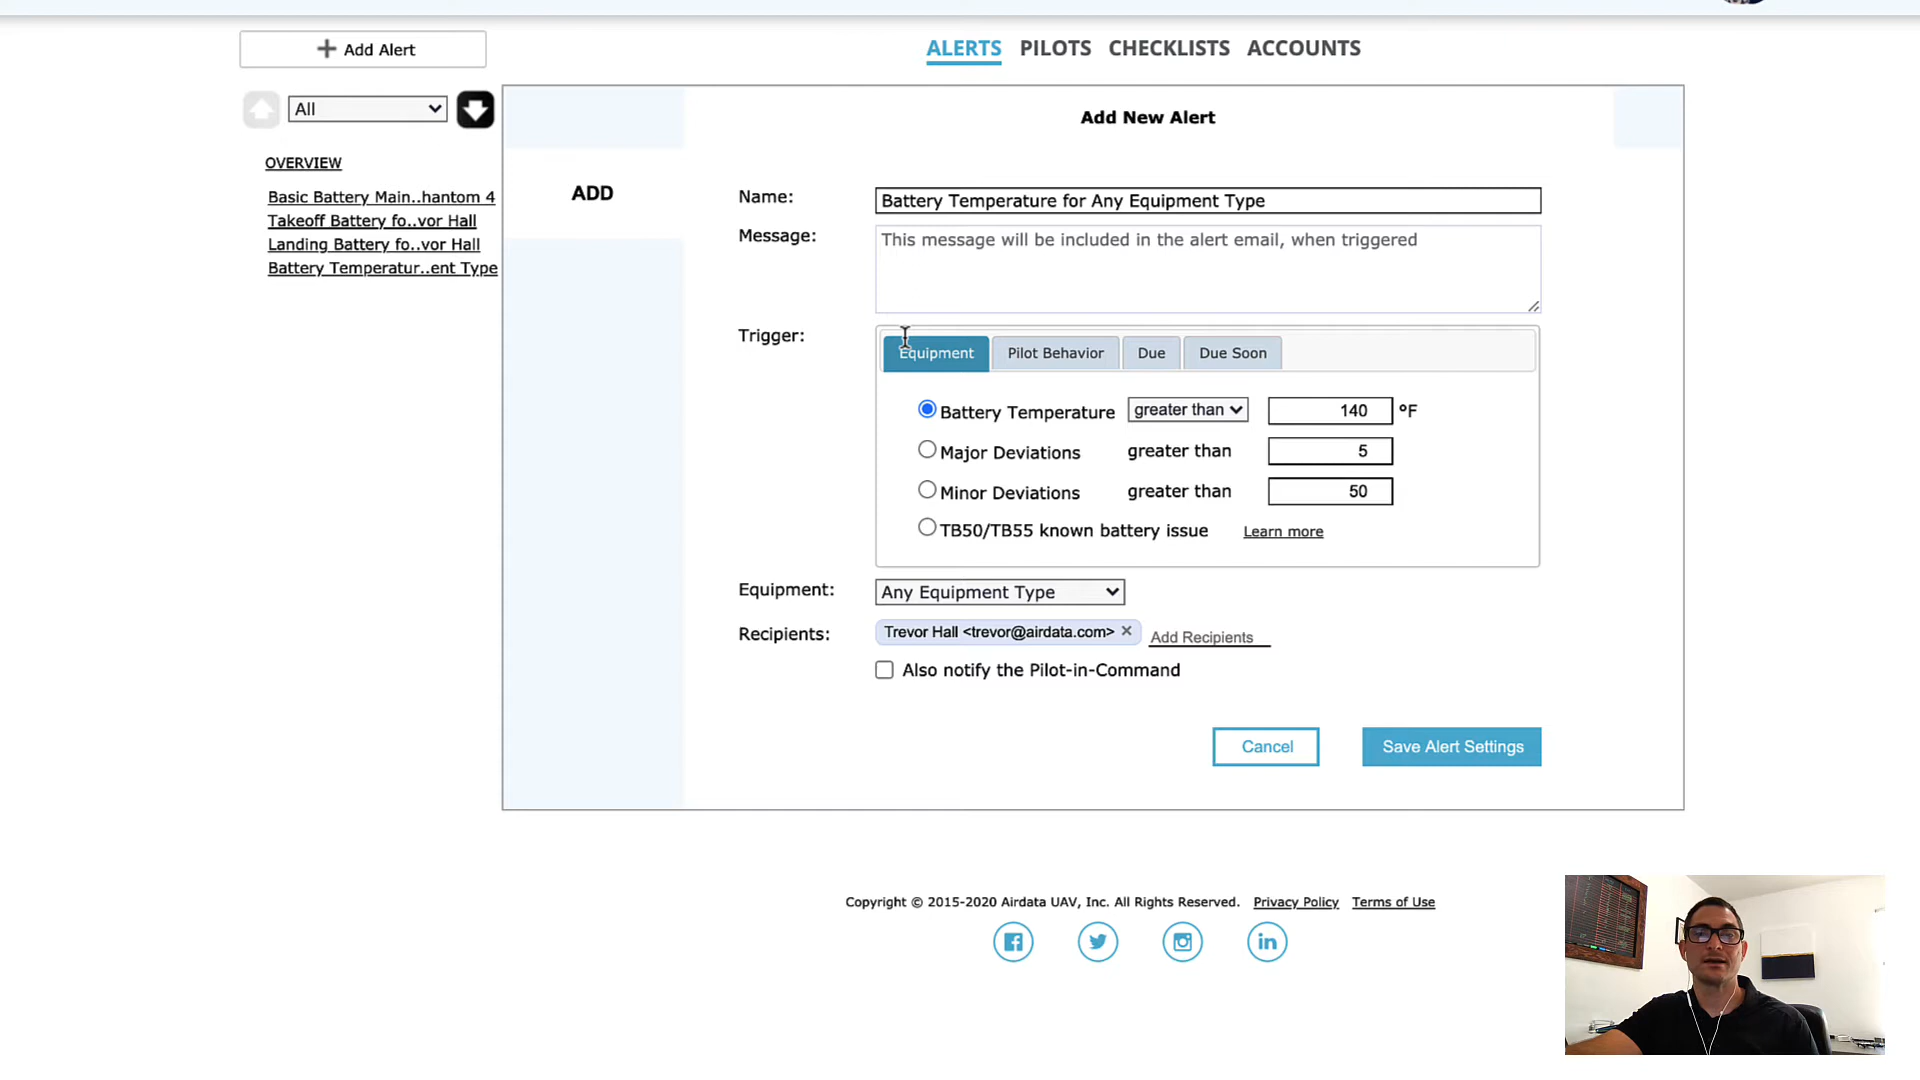 + Add Alert
ALERTS PILOTS CHECKLISTS ACCOUNTS
All
OVERVIEW
Basic Battery Main..hantom 4
Takeoff Battery fo..vor Hall
Landing Battery fo..vor Hall
Battery Temperatur..ent Type
ADD
Add New Alert
Name: Battery Temperature for Any Equipment Type
Message: This message will be included in the alert email, when triggered
Trigger:
Equipment Pilot Behavior Due Due Soon
Battery Temperature greater than 140 °F
Major Deviations greater than 5
Minor Deviations greater than 50
TB50/TB55 known battery issue Learn more
Equipment: Any Equipment Type
Recipients: Trevor Hall <trevor@airdata.com> × Add Recipients
Also notify the Pilot-in-Command
Cancel Save Alert Settings
Copyright © 2015-2020 Airdata UAV, Inc. All Rights Reserved. Privacy Policy Terms of Use